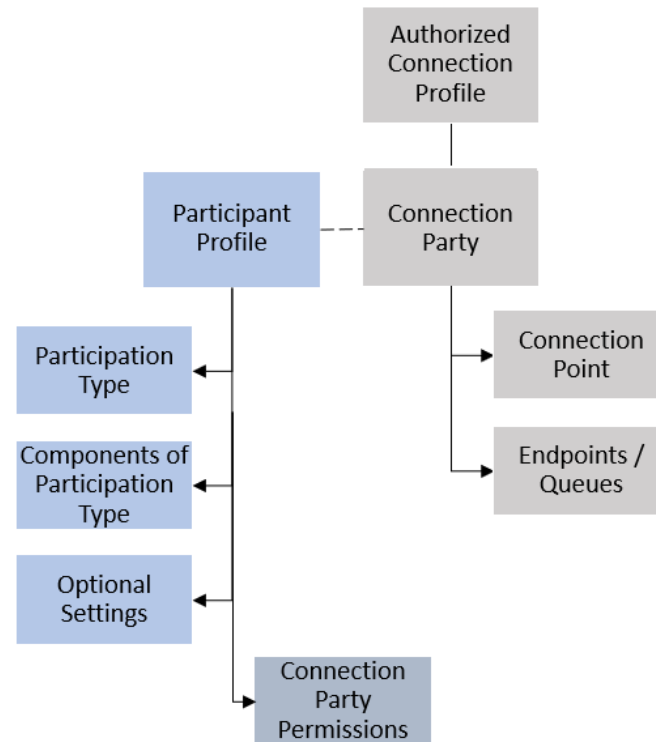 Authorized
Connection
Profile
Participant
Profile
Connection
Party
Participation
Type
Connection
Point
Components of
Participation
Type
Endpoints /
Queues
Optional
Settings
Connection
Party
Permissions